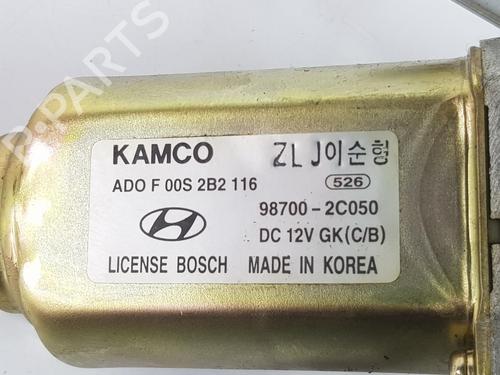 KAMCO ZL J이순형
ADO F 00S 2B2 116 526
98700-2C050
DC 12V GK(C/B)
LICENSE BOSCH MADE IN KOREA
B-PARTS